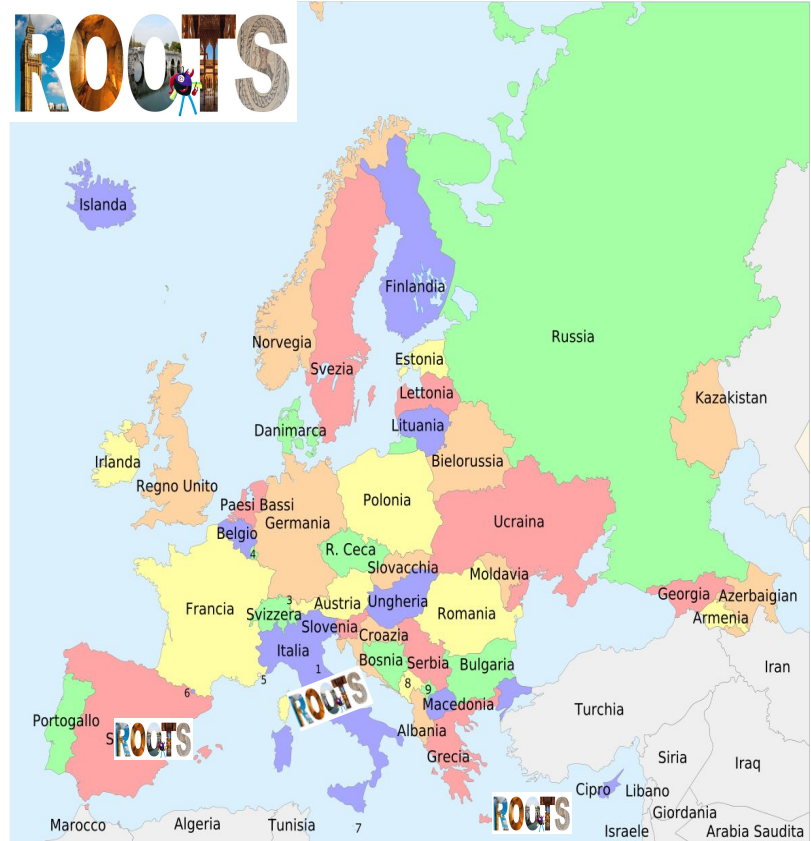 ROOTS
Islanda
Finlandia
Russia
Norvegia
Svezia
Estonia
Kazakistan
Lettonia
Lituania
Danimarca
Irlanda
Bielorussia
Regno Unito
Paesi Bassi
Polonia
Germania
Ucraina
Belgio
4
R. Ceca
Slovacchia
Moldavia
Francia
Svizzera
3
Austria
Ungheria
Romania
Georgia
Azerbaigian
Armenia
Slovenia
Croazia
Italia
Bosnia
Serbia
Bulgaria
Iran
1
5
6
8
9
ROOTS
Macedonia
Turchia
Portogallo
S
ROOTS
Albania
Grecia
Siria
Iraq
Cipro
Libano
ROOTS
Giordania
Marocco
Algeria
Tunisia
7
Israele
Arabia Saudita